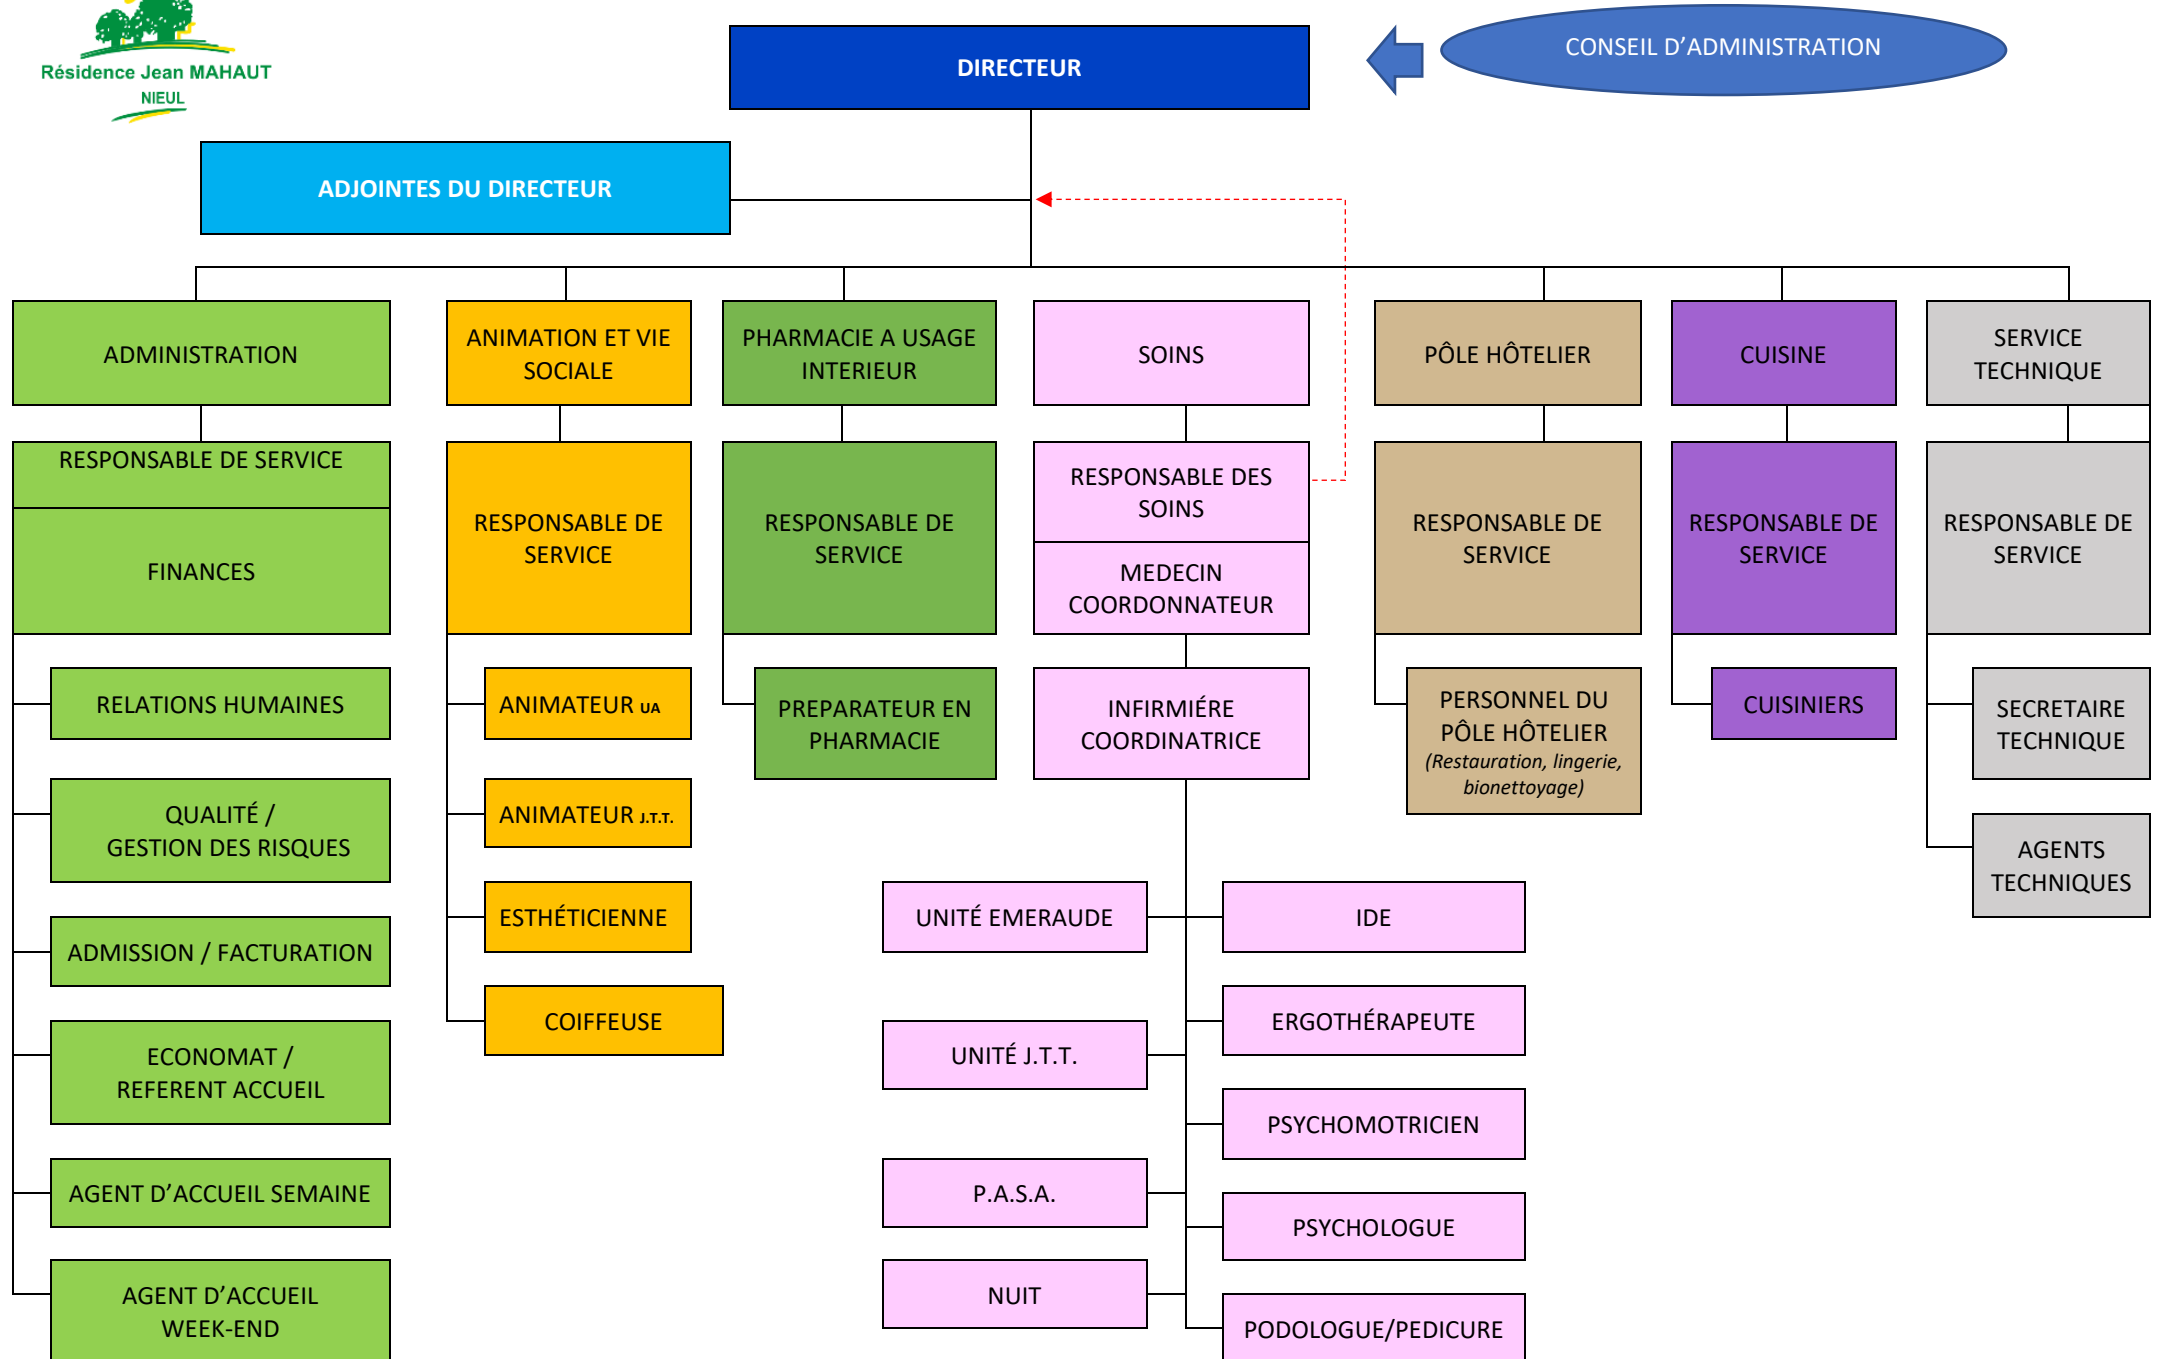 Résidence Jean MAHAUT
NIEUL
DIRECTEUR
CONSEIL D’ADMINISTRATION
ADJOINTES DU DIRECTEUR
ADMINISTRATION
ANIMATION ET VIE
SOCIALE
PHARMACIE A USAGE
INTERIEUR
SOINS
PÔLE HÔTELIER
CUISINE
SERVICE
TECHNIQUE
RESPONSABLE DE SERVICE
FINANCES
RESPONSABLE DE
SERVICE
RESPONSABLE DE
SERVICE
RESPONSABLE DES
SOINS
MEDECIN
COORDONNATEUR
RESPONSABLE DE
SERVICE
RESPONSABLE DE
SERVICE
RESPONSABLE DE
SERVICE
RELATIONS HUMAINES
QUALITÉ /
GESTION DES RISQUES
ADMISSION / FACTURATION
ECONOMAT /
REFERENT ACCUEIL
AGENT D’ACCUEIL SEMAINE
AGENT D’ACCUEIL
WEEK-END
ANIMATEUR UA
ANIMATEUR J.T.T.
ESTHÉTICIENNE
COIFFEUSE
PREPARATEUR EN
PHARMACIE
INFIRMIÉRE
COORDINATRICE
UNITÉ EMERAUDE
UNITÉ J.T.T.
P.A.S.A.
NUIT
IDE
ERGOTHÉRAPEUTE
PSYCHOMOTRICIEN
PSYCHOLOGUE
PODOLOGUE/PEDICURE
PERSONNEL DU
PÔLE HÔTELIER
(Restauration, lingerie,
bionettoyage)
CUISINIERS
SECRETAIRE
TECHNIQUE
AGENTS
TECHNIQUES